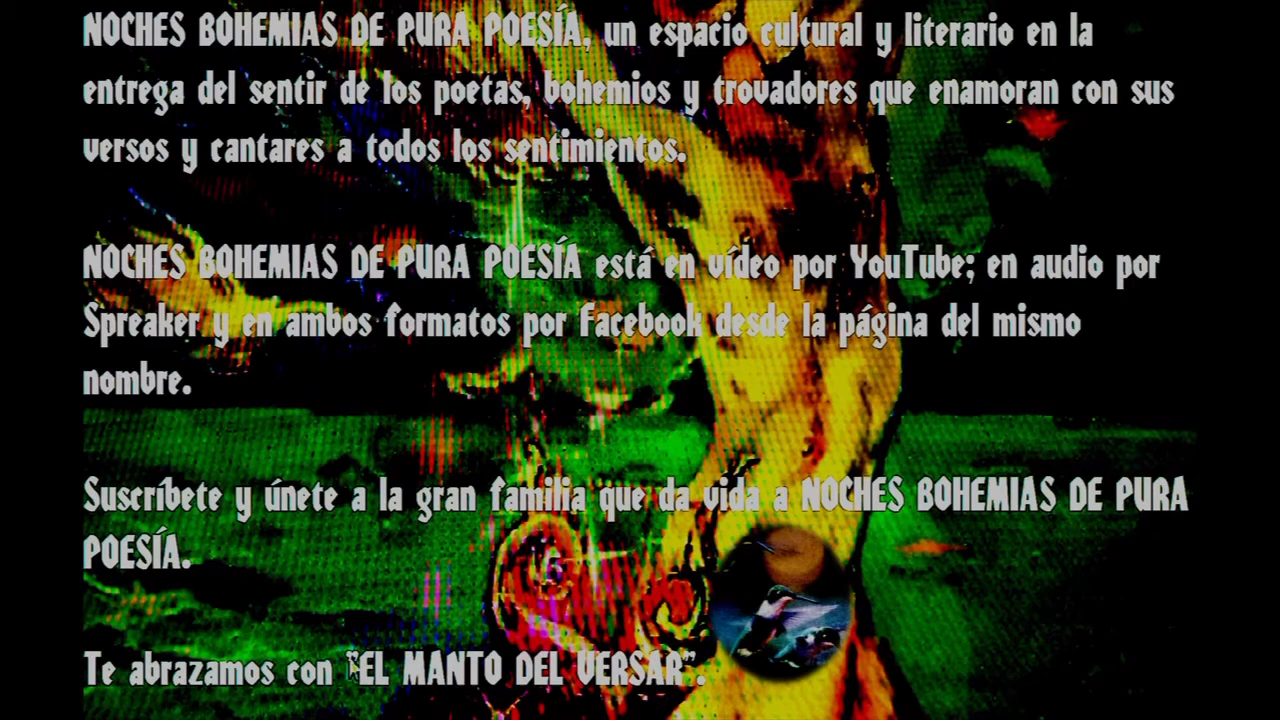 NOCHES BOHEMIAS DE PURA POESÍA, un espacio cultural y literario en la
entrega del sentir de los poetas, bohemios y trovadores que enamoran con sus
versos y cantares a todos los sentimientos.
NOCHES BOHEMIAS DE PURA POESÍA está en vídeo por YouTube; en audio por
Spreaker y en ambos formatos por Facebook desde la página del mismo
nombre.
Suscríbete y únete a la gran familia que da vida a NOCHES BOHEMIAS DE PURA
POESÍA.
Te abrazamos con "EL MANTO DEL VERSAR".